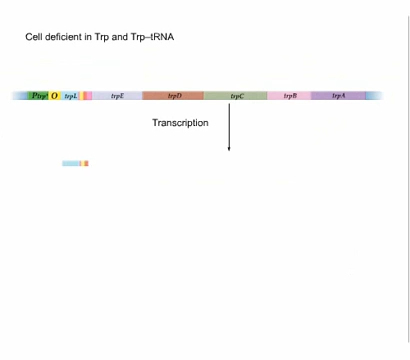 Cell deficient in Trp and Trp–tRNA
Ptrp O trpL trpE trpD trpC trpB trpA
Transcription